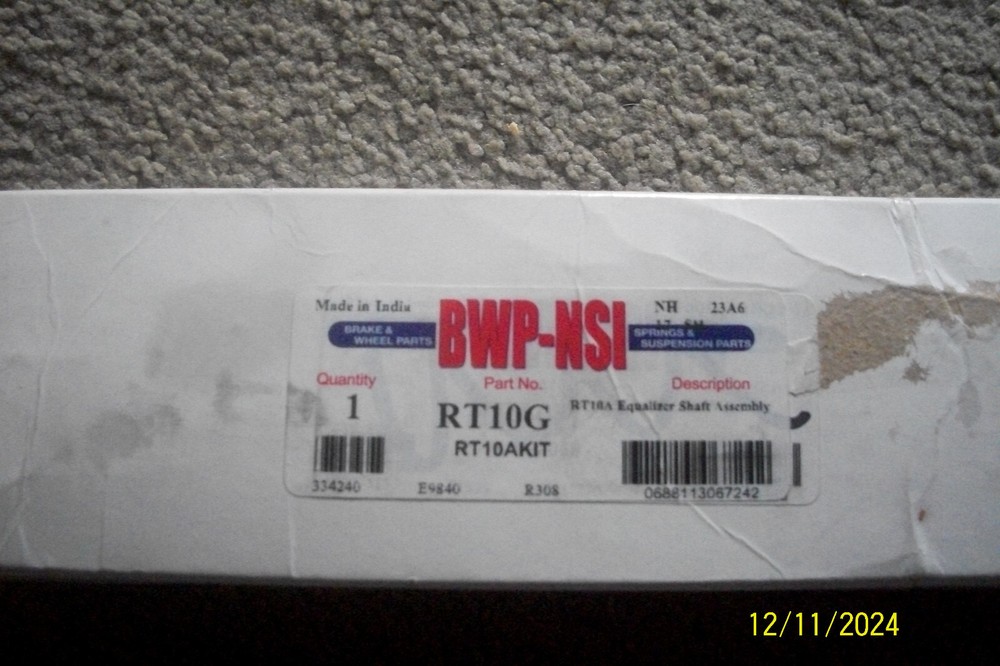 Made in India
BWP-NSI
NH 23A6
BRAKE &
WHEEL PARTS
SPRINGS &
SUSPENSION PARTS
Quantity
Part No.
Description
1
RT10G
RT10A Equalizer Shaft Assembly
RT10AKIT
334240
E9840
R308
0688113067242
12/11/2024